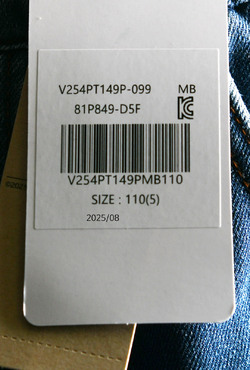 V254PT149P-099 MB
81P849-D5F
V254PT149PMB110
SIZE : 110(5)
2025/08